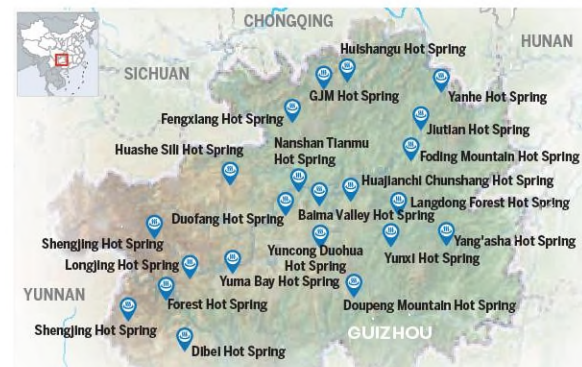 CHONGQING
HUNAN
Huishangu Hot Spring
SICHUAN
GJM Hot Spring
Yanhe Hot Spring
Fengxiang Hot Spring
Jiutian Hot Spring
Nanshan Tianmu
Hot Spring
Huashe Sili Hot Spring
Foding Mountain Hot Spring
Huajianchi Chunshang Hot Spring
Langdong Forest Hot Spring
Duofang Hot Spring
Baima Valley Hot Spring
Shengjing Hot Spring
Yuncong Duohua
Hot Spring
Yunxi Hot Spring
Yang'asha Hot Spring
Longjing Hot Spring
Yuma Bay Hot Spring
YUNNAN
Forest Hot Spring
Doupeng Mountain Hot Spring
Shengjing Hot Spring
GUIZHOU
Dibei Hot Spring